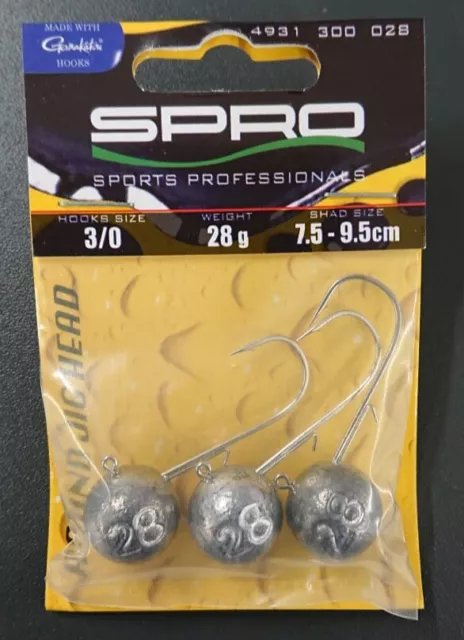 MADE WITH
Gamakatsu
HOOKS
4931 300 028
SPRO
SPORTS PROFESSIONALS
HOOKS SIZE WEIGHT SHAD SIZE
3/0 28 g 7.5 - 9.5cm
ROUND JIG HEAD
28 28 28